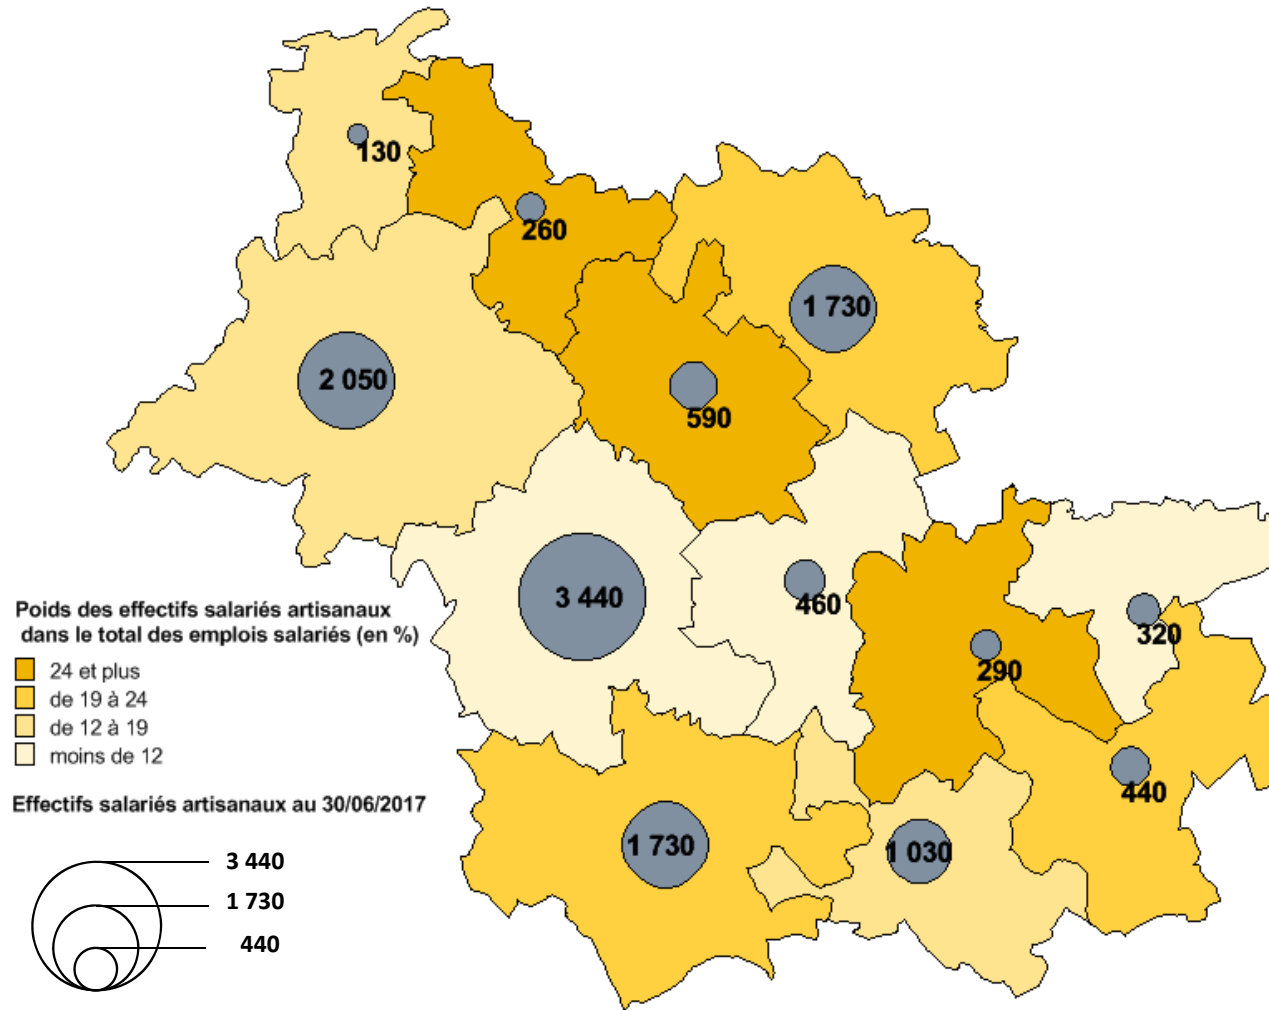 130
260
1 730
2 050
590
3 440
460
320
290
440
1 730
1 030
Poids des effectifs salariés artisanaux
dans le total des emplois salariés (en %)
24 et plus
de 19 à 24
de 12 à 19
moins de 12
Effectifs salariés artisanaux au 30/06/2017
3 440
1 730
440